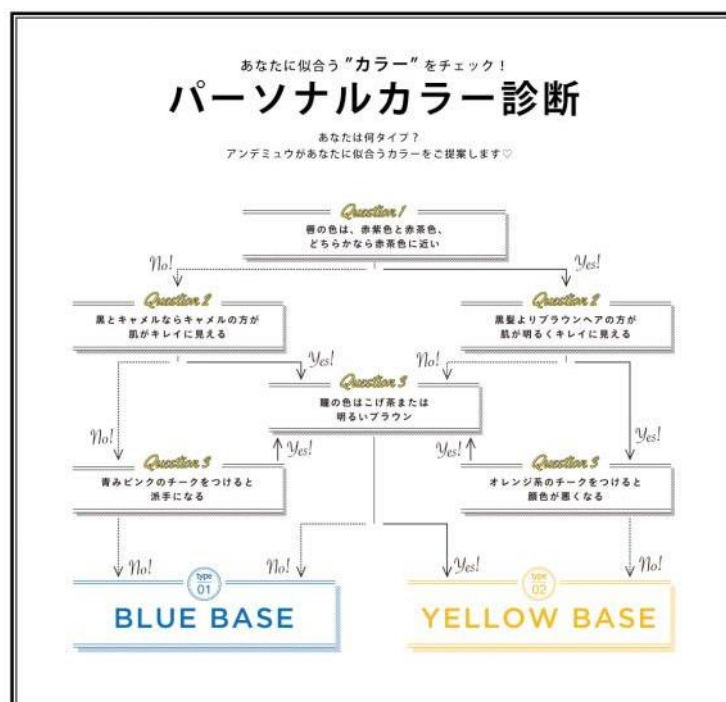 あなたに似合う "カラー" をチェック！
パーソナルカラー診断
あなたは何タイプ？
アンデミュウがあなたに似合うカラーをご提案します♡
Question 1
唇の色は、赤紫色と赤茶色、
どちらかなら赤茶色に近い
No!
Yes!
Question 2
黒とキャメルならキャメルの方が
肌がキレイに見える
Question 2
黒髪よりブラウンヘアの方が
肌が明るくキレイに見える
Yes!
No!
Question 3
瞳の色はこげ茶または
明るいブラウン
No!
Yes!
Yes!
Yes!
Question 3
青みピンクのチークをつけると
派手になる
Question 3
オレンジ系のチークをつけると
顔色が悪くなる
No!
No!
Yes!
No!
type
01
BLUE BASE
type
02
YELLOW BASE